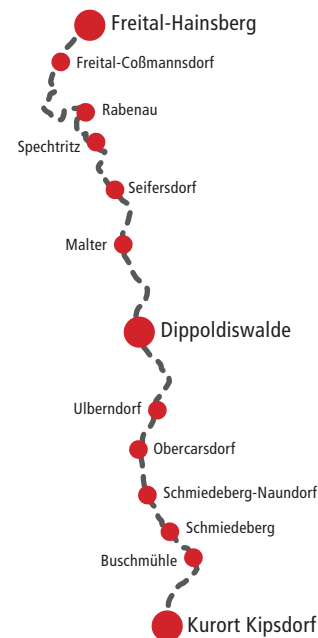 Freital-Hainsberg
Freital-Coßmannsdorf
Rabenau
Spechtritz
Seifersdorf
Malter
Dippoldiswalde
Ulberndorf
Obercarsdorf
Schmiedeberg-Naundorf
Schmiedeberg
Buschmühle
Kurort Kipsdorf